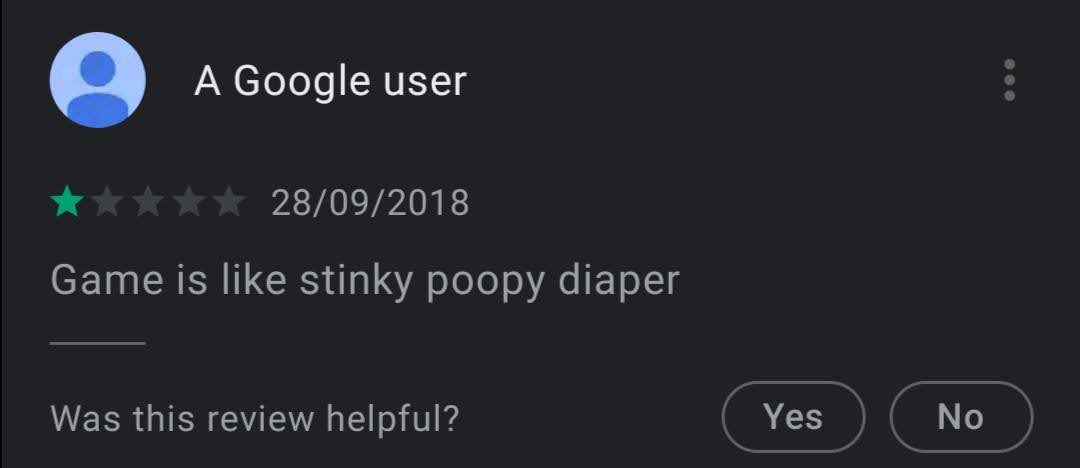 A Google user
28/09/2018
Game is like stinky poopy diaper
Was this review helpful? Yes No